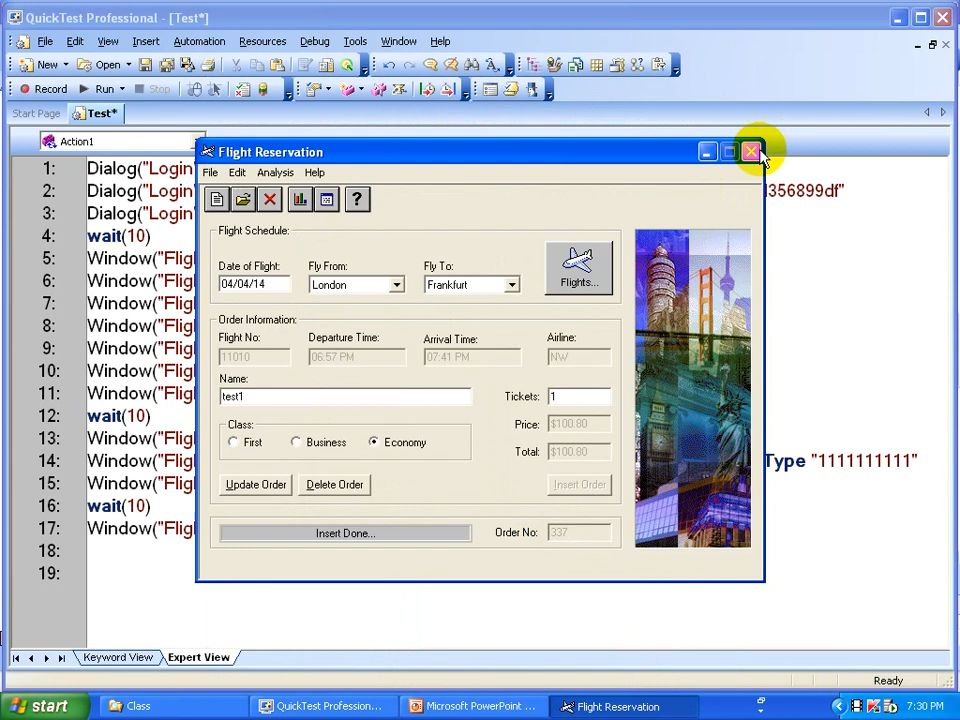 QuickTest Professional - [Test*]
File Edit View Insert Automation Resources Debug Tools Window Help
New Open
Record Run Stop
Start Page Test*
Action1
1: Dialog("Login"
2: Dialog("Login" 356899df"
3: Dialog("Login"
4: wait(10)
5: Window("Flig
6: Window("Flig
7: Window("Flig
8: Window("Flig
9: Window("Flig
10: Window("Flig
11: Window("Flig
12: wait(10)
13: Window("Flig
14: Window("Flig Type "1111111111"
15: Window("Flig
16: wait(10)
17: Window("Flig
18:
19:
Flight Reservation
File Edit Analysis Help
Flight Schedule:
Date of Flight: Fly From: Fly To:
04/04/14 London Frankfurt
Flights...
Order Information:
Flight No: Departure Time: Arrival Time: Airline:
11010 06:57 PM 07:41 PM NW
Name:
test1
Tickets: 1
Class:
First Business Economy
Price: $100.80
Total: $100.80
Update Order Delete Order Insert Order
Insert Done... Order No: 337
Keyword View Expert View
Ready
start Class QuickTest Profession... Microsoft PowerPoint ... Flight Reservation 7:30 PM